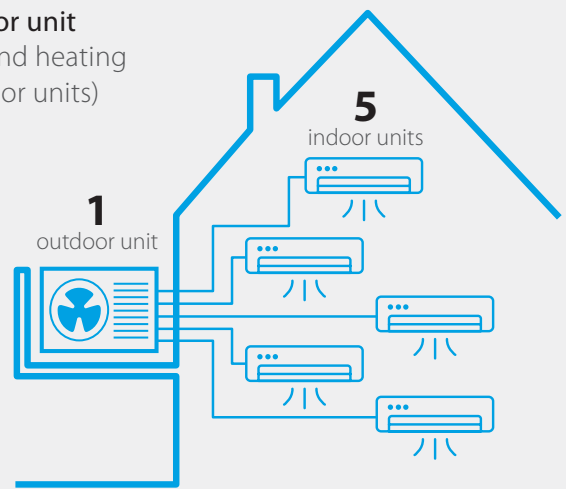 or unit
nd heating
or units)
5
indoor units
1
outdoor unit